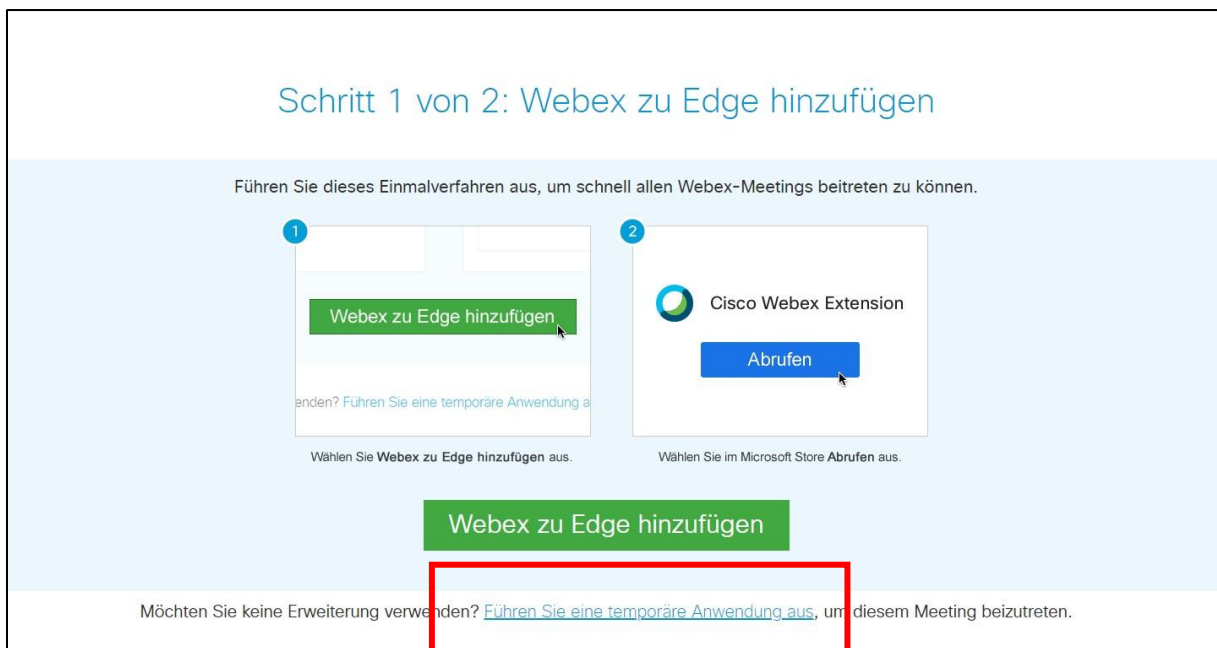 Schritt 1 von 2: Webex zu Edge hinzufügen
Führen Sie dieses Einmalverfahren aus, um schnell allen Webex-Meetings beitreten zu können.
1
Webex zu Edge hinzufügen
enden? Führen Sie eine temporäre Anwendung a
Wählen Sie Webex zu Edge hinzufügen aus.
2
Cisco Webex Extension
Abrufen
Wählen Sie im Microsoft Store Abrufen aus.
Webex zu Edge hinzufügen
Möchten Sie keine Erweiterung verwenden? Führen Sie eine temporäre Anwendung aus, um diesem Meeting beizutreten.